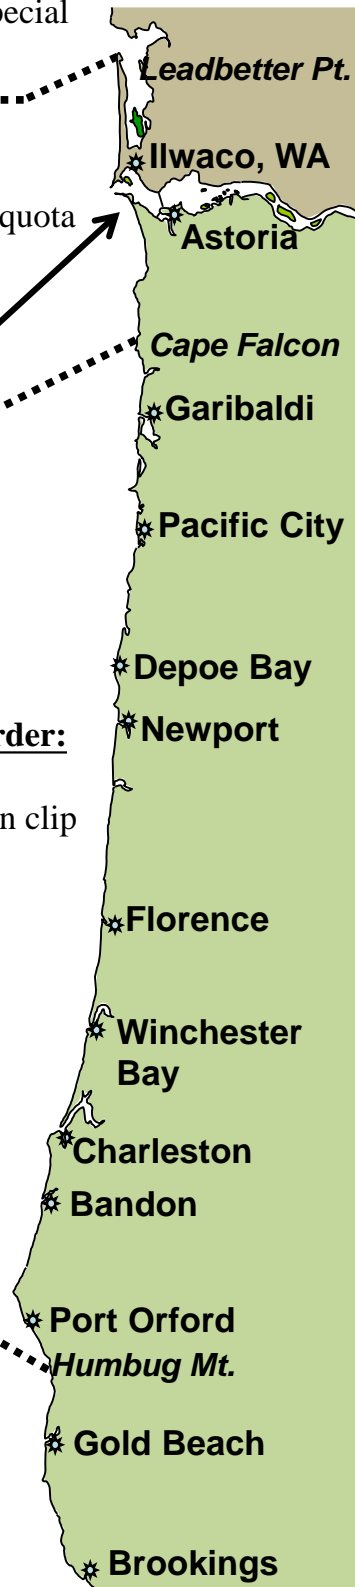 pecial
Leadbetter Pt.
Ilwaco, WA
quota
Astoria
Cape Falcon
Garibaldi
Pacific City
Depoe Bay
Newport
rder:
n clip
Florence
Winchester
Bay
Charleston
Bandon
Port Orford
Humbug Mt.
Gold Beach
Brookings